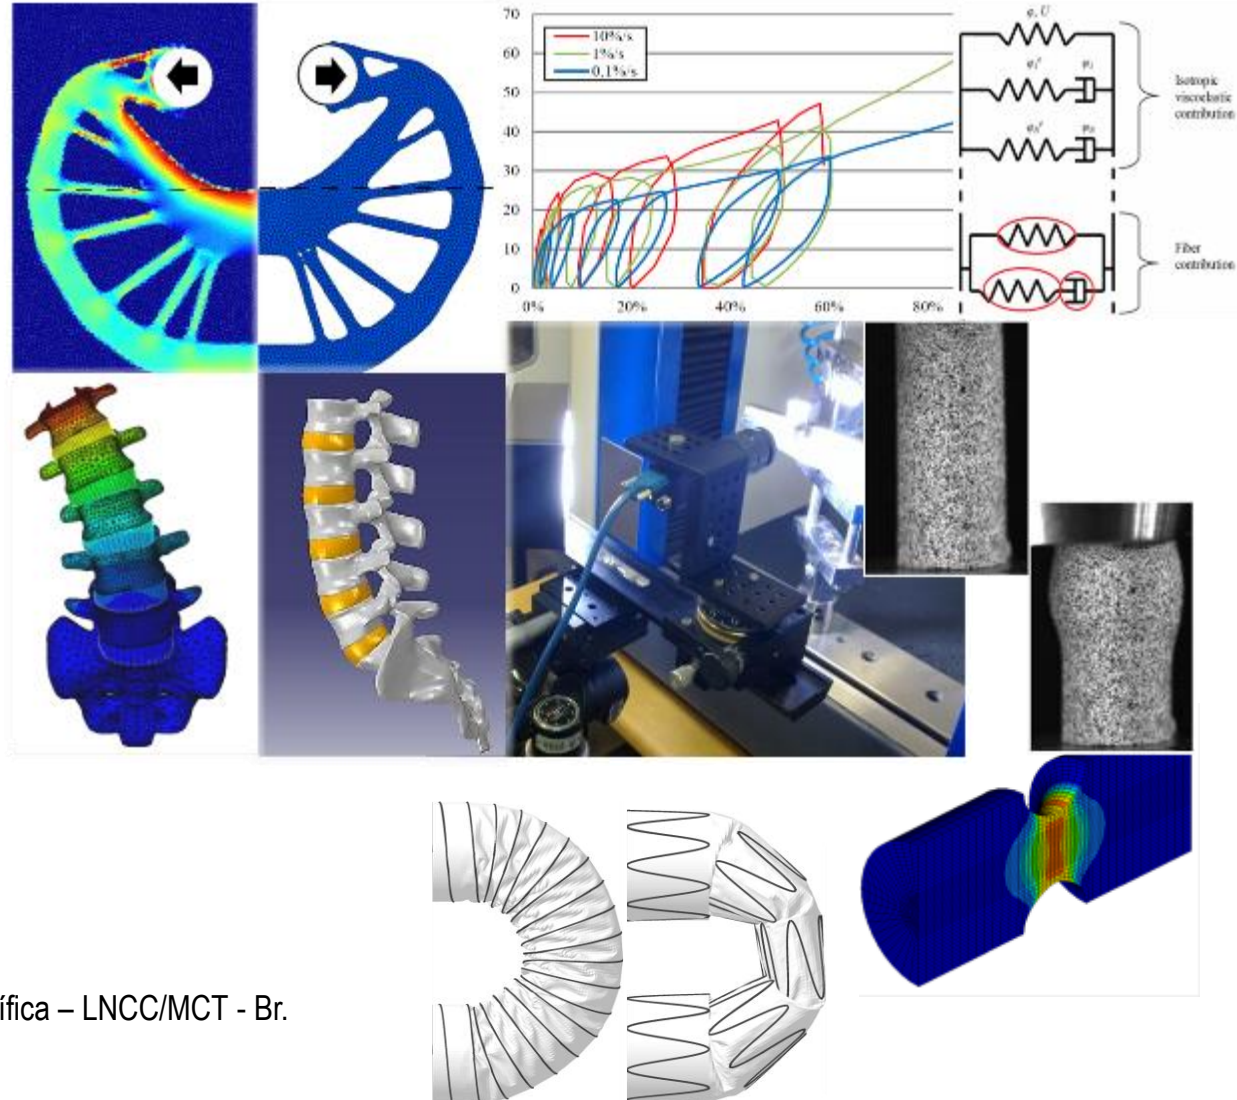 70
60
50
40
30
20
10
0
10%/s
1%/s
0,1%/s
0%
20%
40%
60%
80%
φ, U
Isotropic
viscoelastic
contribution
Fiber
contribution
ífica – LNCC/MCT - Br.